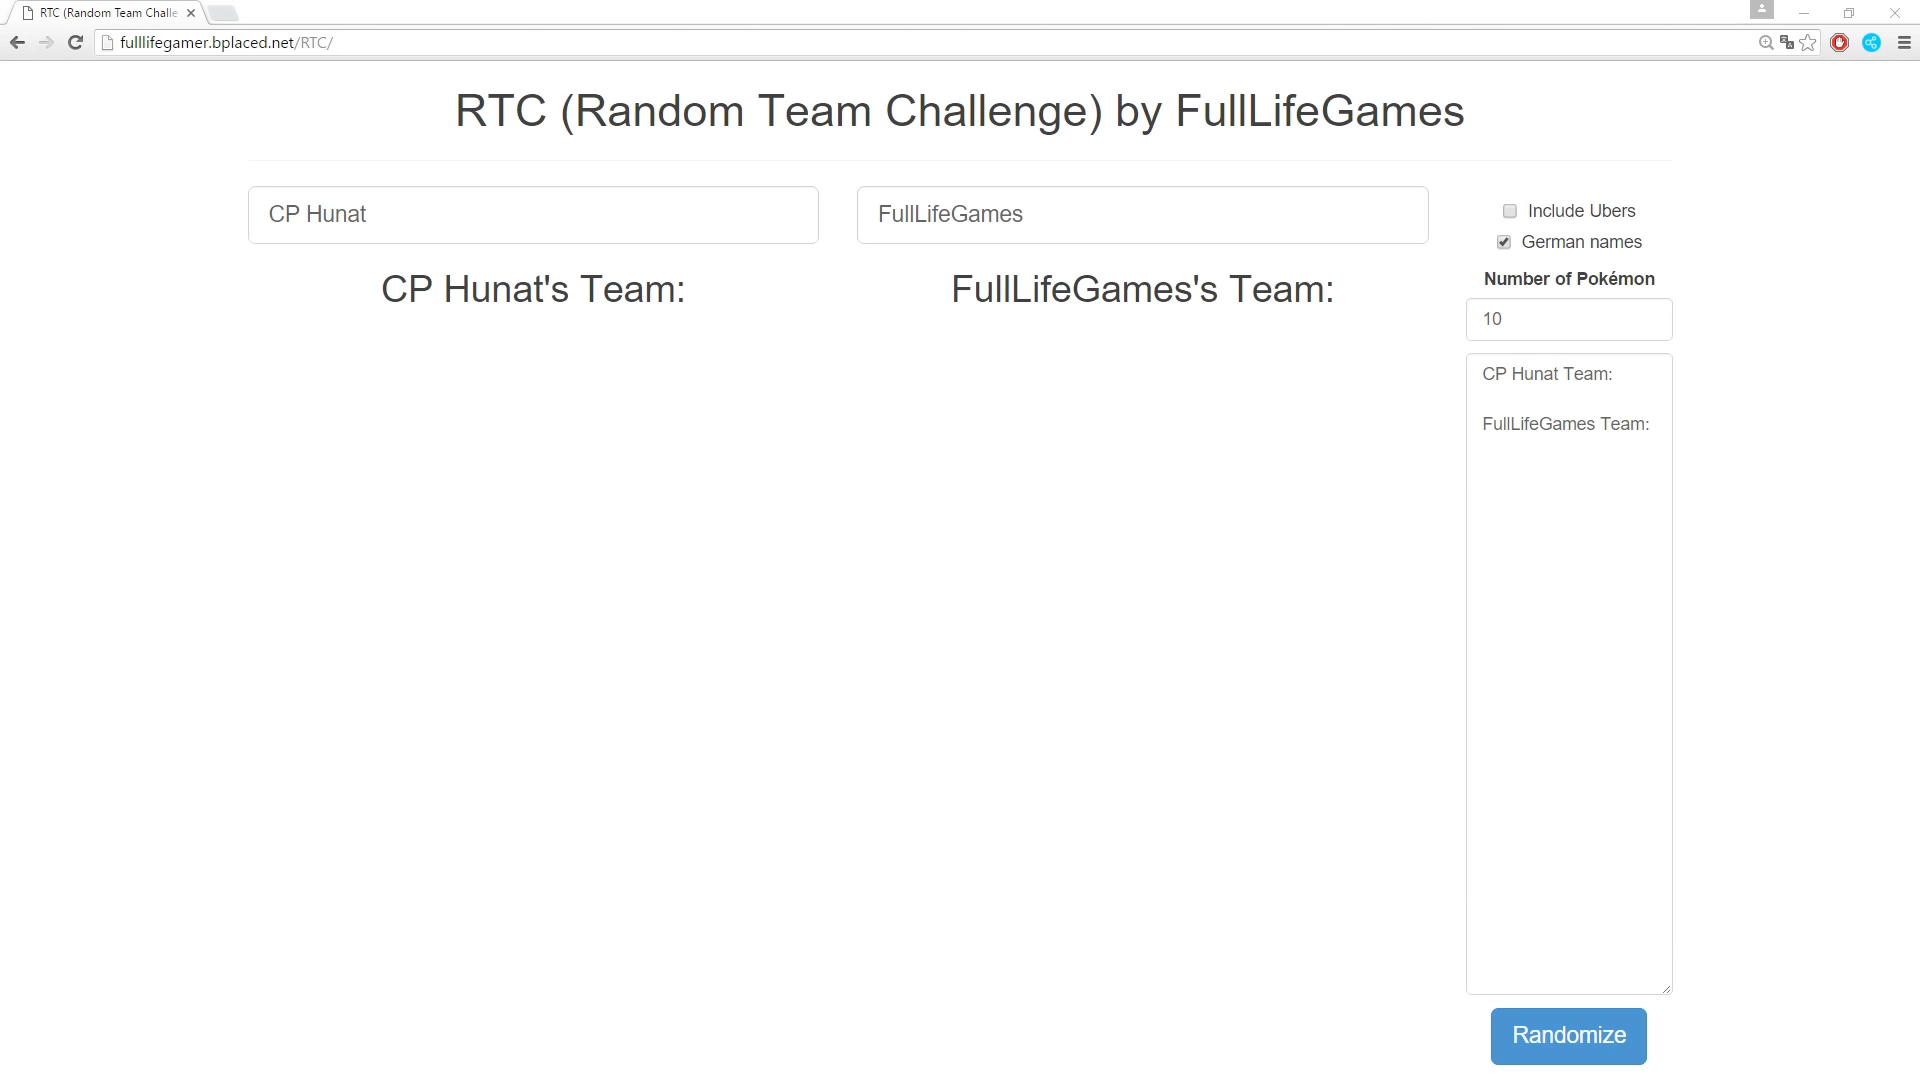 RTC (Random Team Challe
fulllifegamer.bplaced.net/RTC/
RTC (Random Team Challenge) by FullLifeGames
CP Hunat
FullLifeGames
Include Ubers
German names
CP Hunat's Team:
FullLifeGames's Team:
Number of Pokémon
10
CP Hunat Team:
FullLifeGames Team:
Randomize